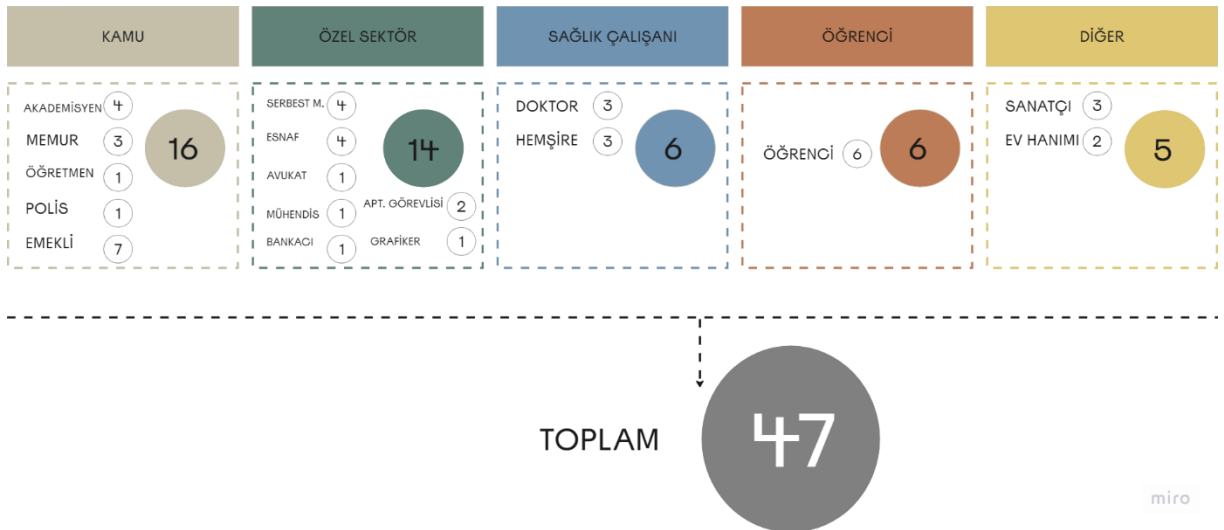 KAMU
AKADEMİSYEN 4
MEMUR 3
ÖĞRETMEN 1
POLİS 1
EMEKLİ 7
16
ÖZEL SEKTÖR
SERBEST M. 4
ESNAF 4
AVUKAT 1
MÜHENDİS 1
BANKACI 1
APT. GÖREVLİSİ 2
GRAFİKER 1
14
SAĞLIK ÇALIŞANI
DOKTOR 3
HEMŞİRE 3
6
ÖĞRENCİ
ÖĞRENCİ 6
6
DİĞER
SANATÇI 3
EV HANIMI 2
5
TOPLAM 47
miro